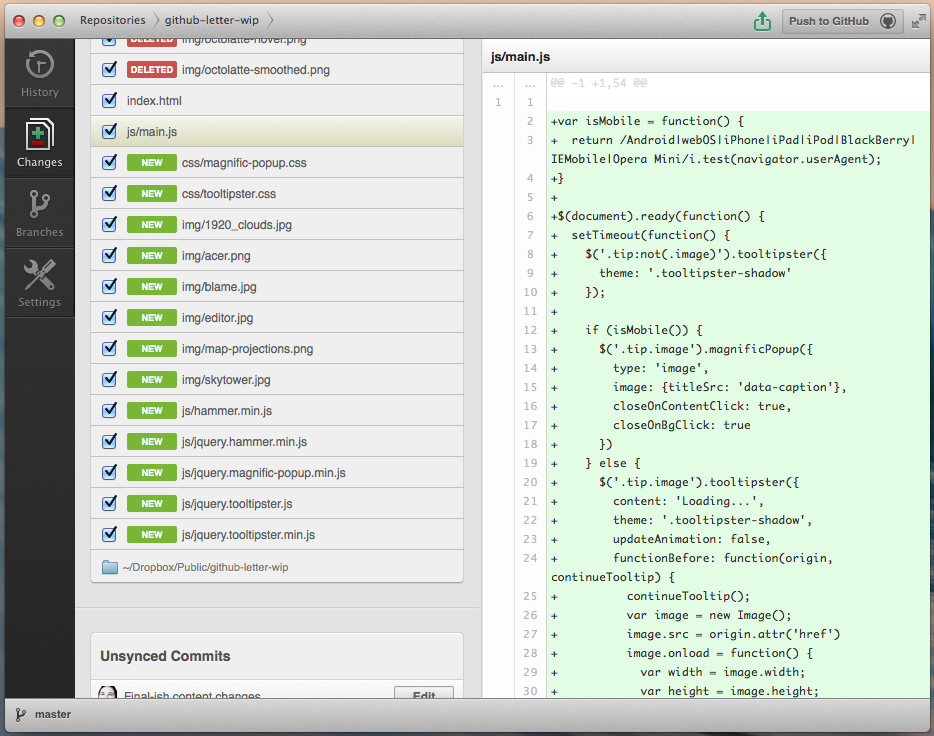 Repositories github-letter-wip
Push to GitHub
History
Changes
Branches
Settings
DELETED img/octolatte-hover.png
DELETED img/octolatte-smoothed.png
index.html
js/main.js
NEW css/magnific-popup.css
NEW css/tooltipster.css
NEW img/1920_clouds.jpg
NEW img/acer.png
NEW img/blame.jpg
NEW img/editor.jpg
NEW img/map-projections.png
NEW img/skytower.jpg
NEW js/hammer.min.js
NEW js/jquery.hammer.min.js
NEW js/jquery.magnific-popup.min.js
NEW js/jquery.tooltipster.js
NEW js/jquery.tooltipster.min.js
~/Dropbox/Public/github-letter-wip
Unsynced Commits
Final-ish content changes Edit
js/main.js
... ... @@ -1 +1,54 @@
1 1
2 +var isMobile = function() {
3 + return /Android|webOS|iPhone|iPad|iPod|BlackBerry|
IEMobile|Opera Mini/i.test(navigator.userAgent);
4 +}
5 +
6 +$(document).ready(function() {
7 + setTimeout(function() {
8 + $('.tip:not(.image)').tooltipster({
9 + theme: '.tooltipster-shadow'
10 + });
11 +
12 + if (isMobile()) {
13 + $('.tip.image').magnificPopup({
14 + type: 'image',
15 + image: {titleSrc: 'data-caption'},
16 + closeOnContentClick: true,
17 + closeOnBgClick: true
18 + })
19 + } else {
20 + $('.tip.image').tooltipster({
21 + content: 'Loading...',
22 + theme: '.tooltipster-shadow',
23 + updateAnimation: false,
24 + functionBefore: function(origin,
continueTooltip) {
25 + continueTooltip();
26 + var image = new Image();
27 + image.src = origin.attr('href')
28 + image.onload = function() {
29 + var width = image.width;
30 + var height = image.height;
master